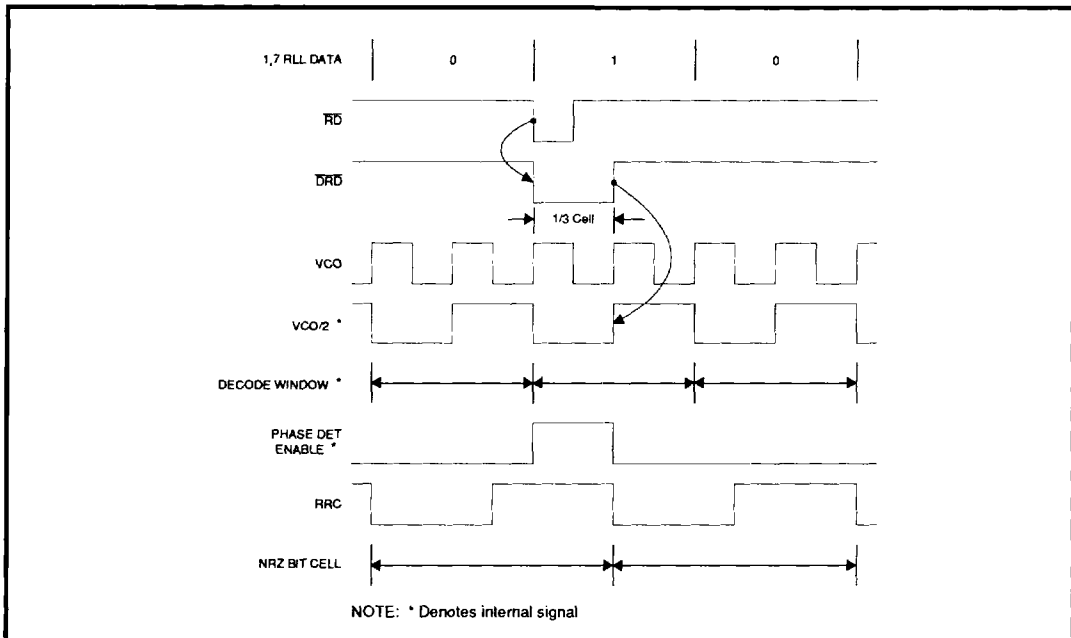 1,7 RLL DATA 0 1 0
RD
DRD
1/3 Cell
VCO
VCO/2 *
DECODE WINDOW *
PHASE DET
ENABLE *
RRC
NRZ BIT CELL
NOTE: * Denotes internal signal